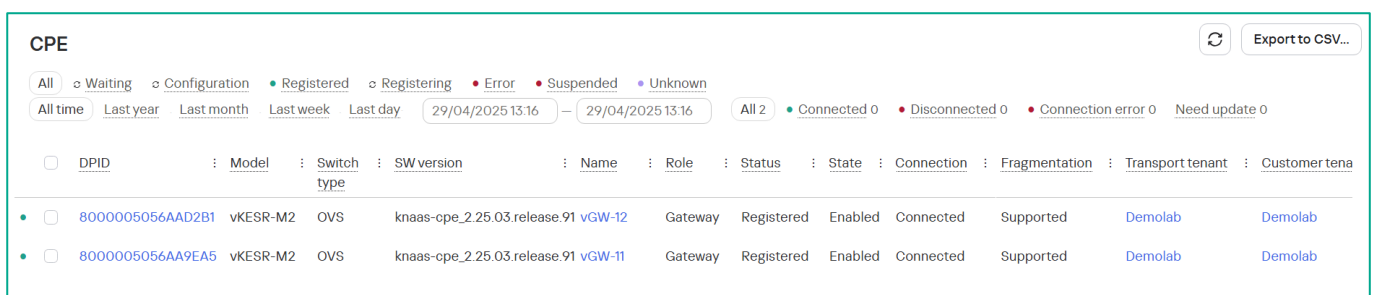 CPE
Export to CSV...
All Waiting Configuration Registered Registering Error Suspended Unknown
All time Last year Last month Last week Last day 29/04/2025 13:16 — 29/04/2025 13:16 All 2 Connected 0 Disconnected 0 Connection error 0 Need update 0
DPID : Model : Switch type : SW version : Name : Role : Status : State : Connection : Fragmentation : Transport tenant : Customer tena
8000005056AAD2B1 vKESR-M2 OVS knaas-cpe_2.25.03.release.91 vGW-12 Gateway Registered Enabled Connected Supported Demolab Demolab
8000005056AA9EA5 vKESR-M2 OVS knaas-cpe_2.25.03.release.91 vGW-11 Gateway Registered Enabled Connected Supported Demolab Demolab